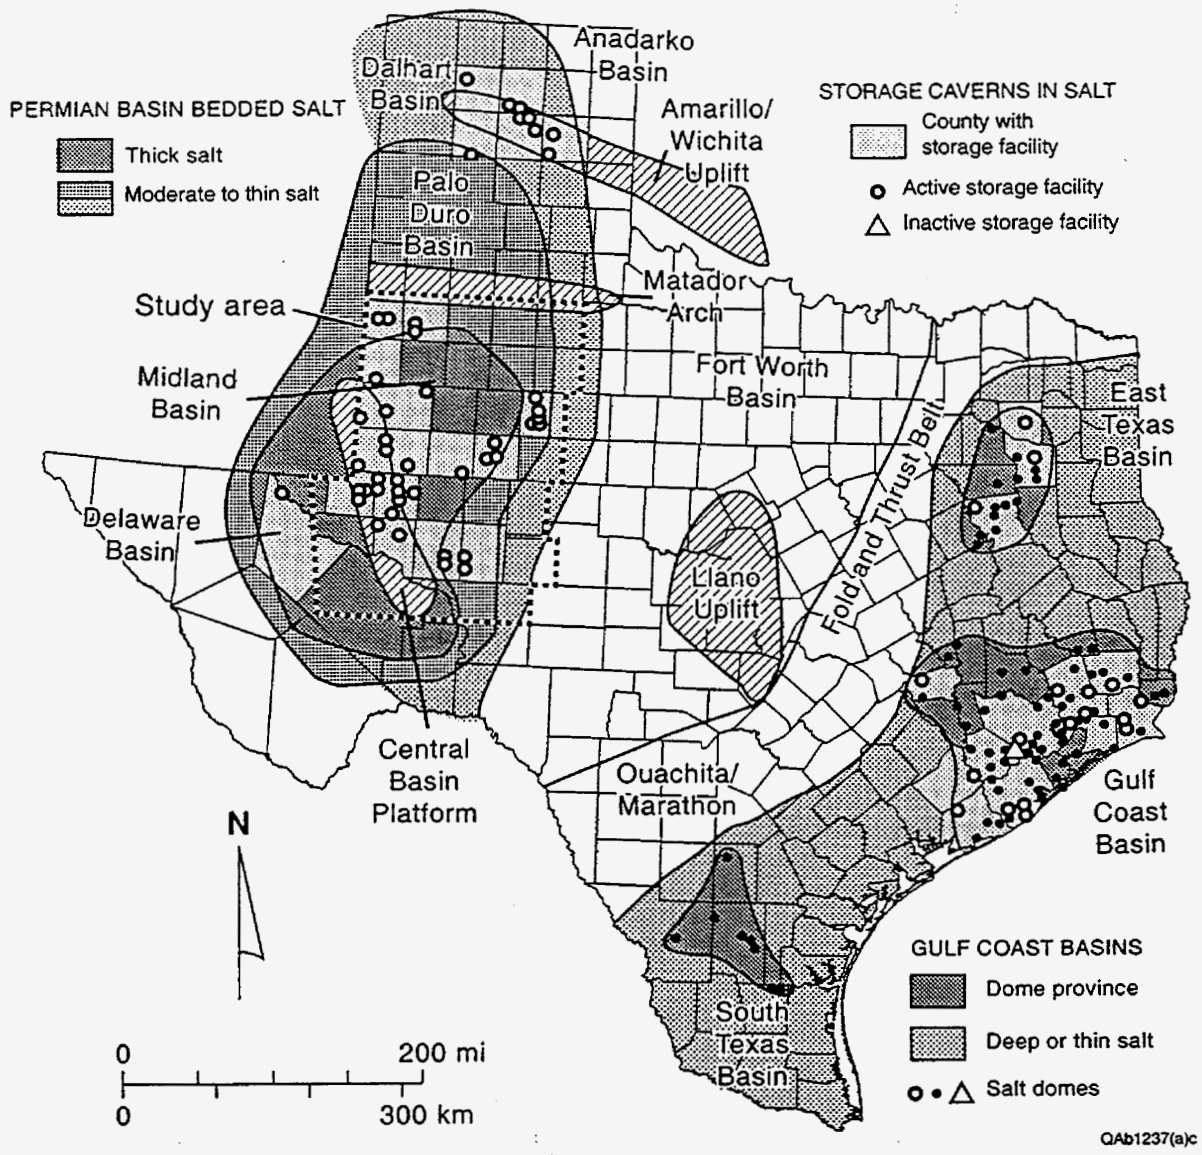 Anadarko
Basin
Dalhart
Basin
PERMIAN BASIN BEDDED SALT
Thick salt
Moderate to thin salt
Amarillo/
Wichita
Uplift
STORAGE CAVERNS IN SALT
County with
storage facility
Active storage facility
Inactive storage facility
Palo
Duro
Basin
Matador
Arch
Study area
Midland
Basin
Fort Worth
Basin
East
Texas
Basin
Fold and Thrust Belt
Delaware
Basin
Llano
Uplift
Central
Basin
Platform
Ouachita/
Marathon
Gulf
Coast
Basin
N
South
Texas
Basin
GULF COAST BASINS
Dome province
Deep or thin salt
Salt domes
0 200 mi
0 300 km
QAb1237(a)c